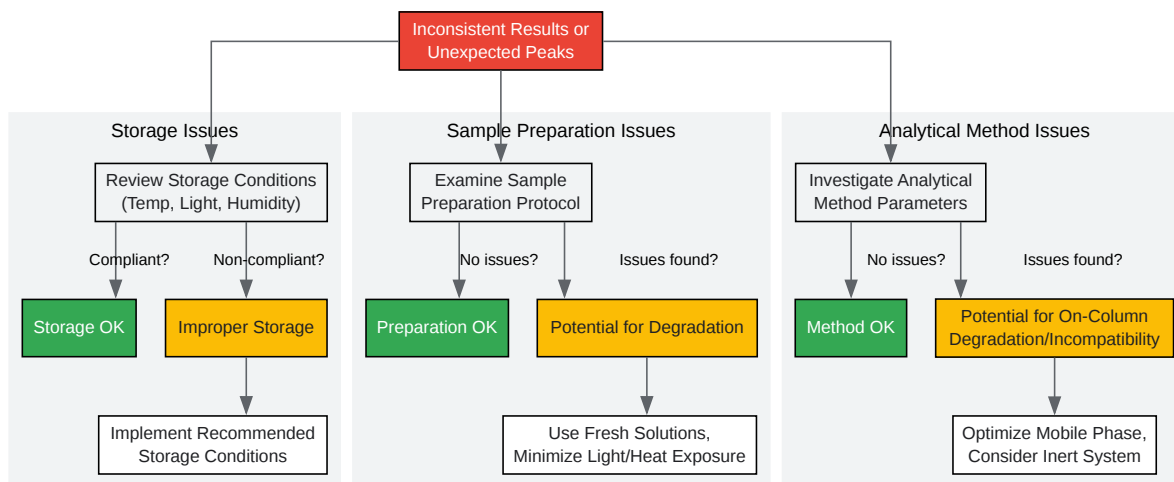 Inconsistent Results or
Unexpected Peaks
Storage Issues
Review Storage Conditions
(Temp, Light, Humidity)
Compliant?
Non-compliant?
Storage OK
Improper Storage
Implement Recommended
Storage Conditions
Sample Preparation Issues
Examine Sample
Preparation Protocol
No issues?
Issues found?
Preparation OK
Potential for Degradation
Use Fresh Solutions,
Minimize Light/Heat Exposure
Analytical Method Issues
Investigate Analytical
Method Parameters
No issues?
Issues found?
Method OK
Potential for On-Column
Degradation/Incompatibility
Optimize Mobile Phase,
Consider Inert System